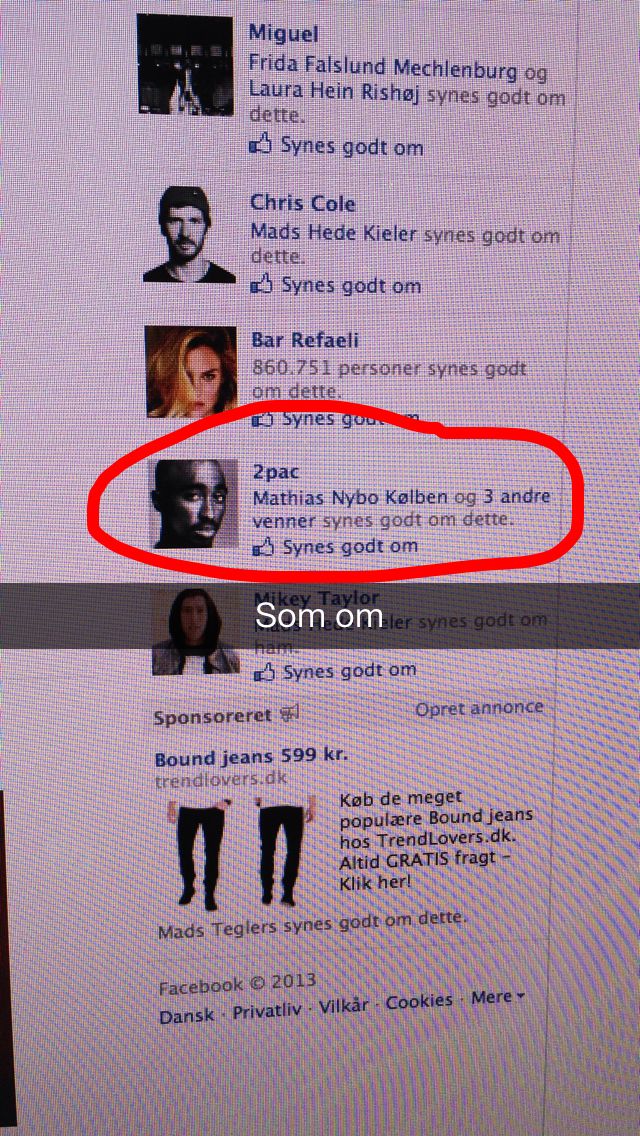 Miguel
Frida Falslund Mechlenburg og
Laura Hein Rishøj synes godt om
dette.
Synes godt om
Chris Cole
Mads Hede Kieler synes godt om
dette.
Synes godt om
Bar Refaeli
860.751 personer synes godt
om dette.
Synes godt om
2pac
Mathias Nybo Kølben og 3 andre
venner synes godt om dette.
Synes godt om
Mikey Taylor
Som om
Mads Hede Kieler synes godt om
ham.
Synes godt om
Sponsoreret
Opret annonce
Bound jeans 599 kr.
trendlovers.dk
Køb de meget
populære Bound jeans
hos TrendLovers.dk.
Altid GRATIS fragt –
Klik her!
Mads Teglers synes godt om dette.
Facebook © 2013
Dansk · Privatliv · Vilkår · Cookies · Mere